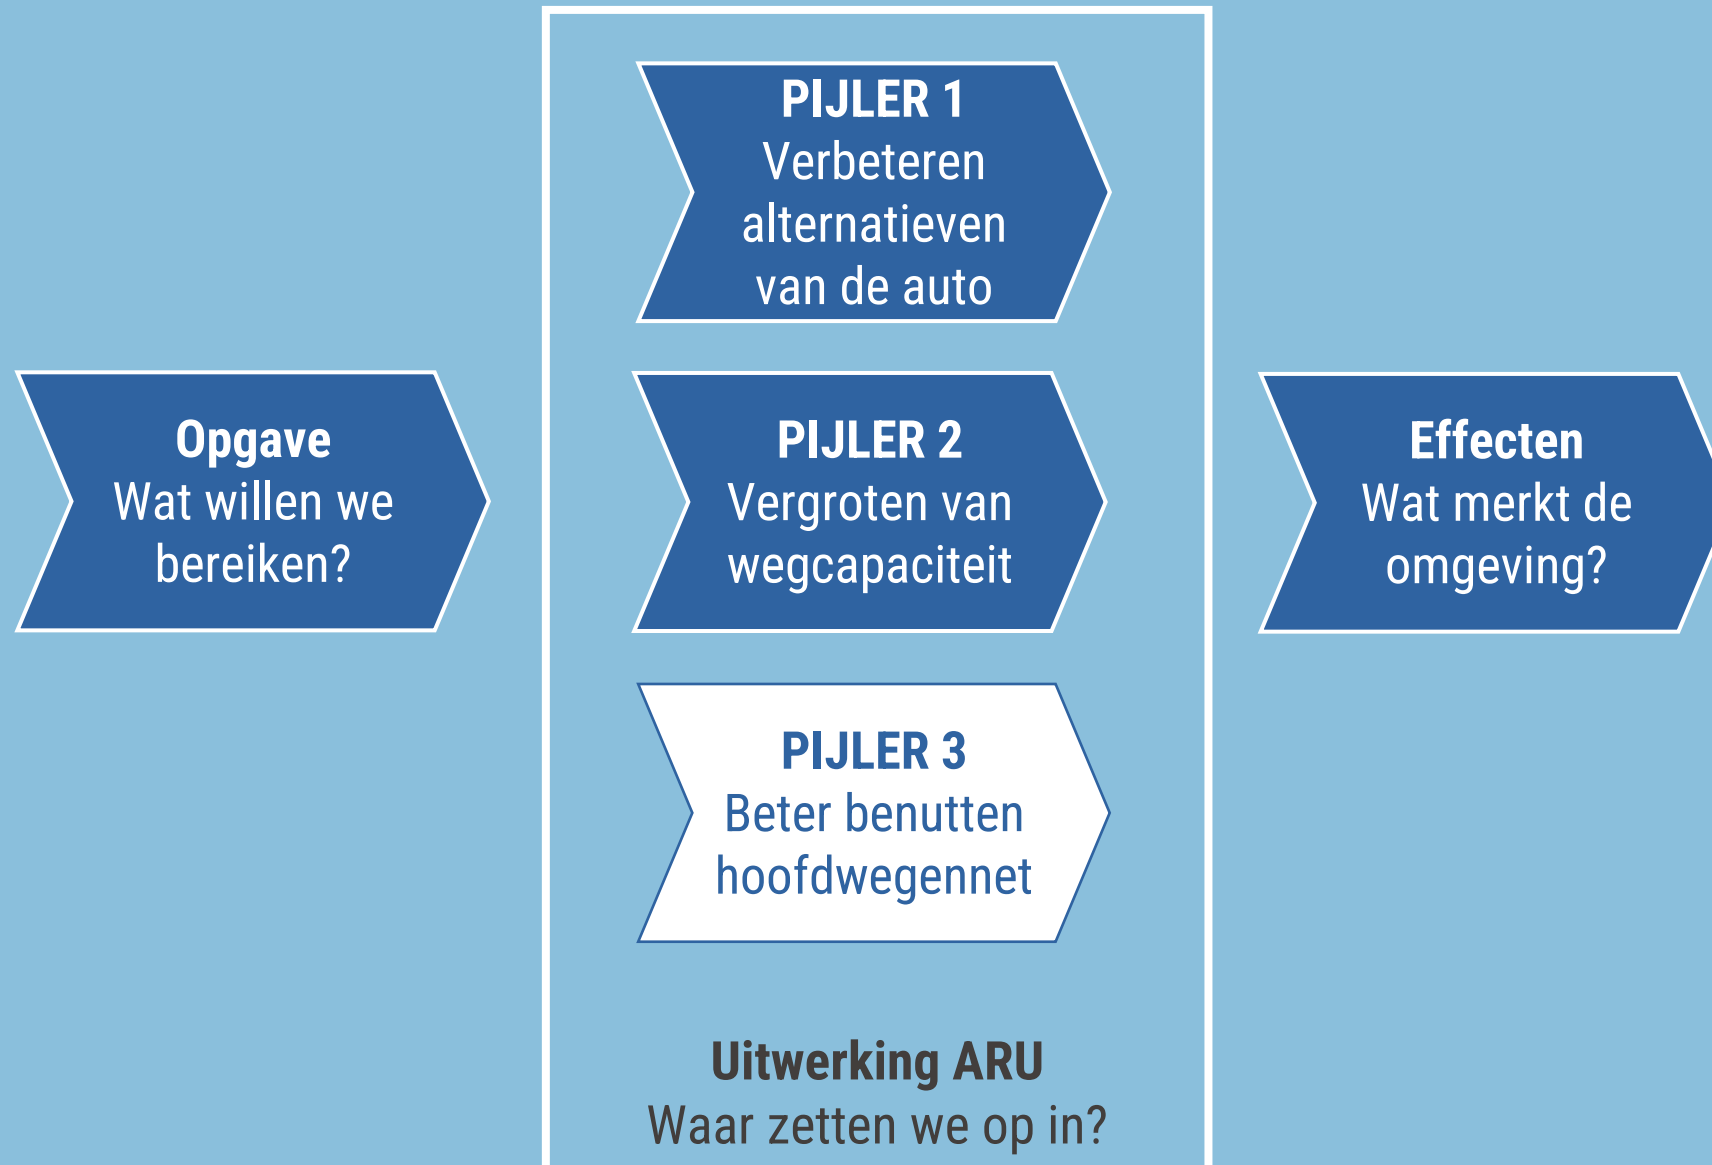 Opgave
Wat willen we
bereiken?
PIJLER 1
Verbeteren
alternatieven
van de auto
PIJLER 2
Vergroten van
wegcapaciteit
PIJLER 3
Beter benutten
hoofdwegennet
Uitwerking ARU
Waar zetten we op in?
Effecten
Wat merkt de
omgeving?